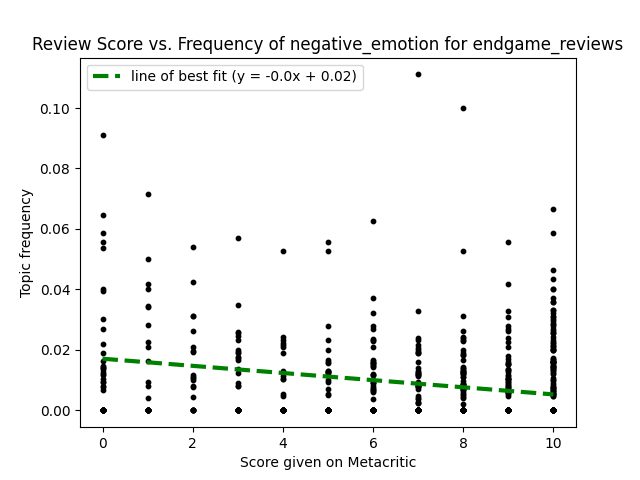 Review Score vs. Frequency of negative_emotion for endgame_reviews
line of best fit (y = -0.0x + 0.02)
Topic frequency
0.10
0.08
0.06
0.04
0.02
0.00
0 2 4 6 8 10
Score given on Metacritic